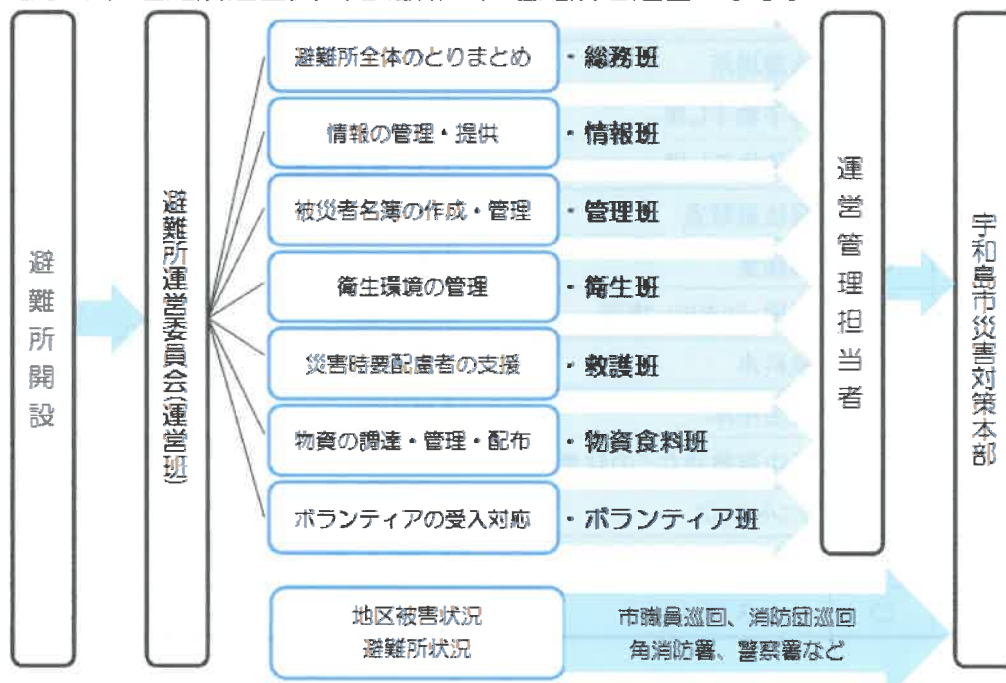 避難所開設
避難所運営委員会(運営班)
避難所全体のとりまとめ
・総務班
情報の管理・提供
・情報班
被災者名簿の作成・管理
・管理班
衛生環境の管理
・衛生班
災害時要配慮者の支援
・救護班
物資の調達・管理・配布
・物資食料班
ボランティアの受入対応
・ボランティア班
運営管理担当者
宇和島市災害対策本部
地区被害状況
避難所状況
市職員巡回、消防団巡回
角消防署、警察署など